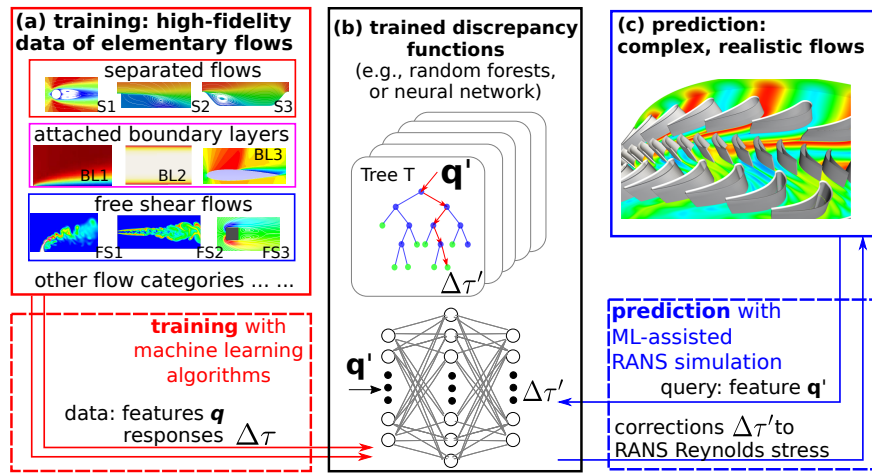 (a) training: high-fidelity
data of elementary flows
separated flows
S1
S2
S3
attached boundary layers
BL1
BL2
BL3
free shear flows
FS1
FS2
FS3
other flow categories ... ...
training with
machine learning
algorithms
data: features q
responses Δτ
(b) trained discrepancy
functions
(e.g., random forests,
or neural network)
Tree T
q'
Δτ′
q'
Δτ′
(c) prediction:
complex, realistic flows
prediction with
ML-assisted
RANS simulation
query: feature q'
corrections Δτ′ to
RANS Reynolds stress